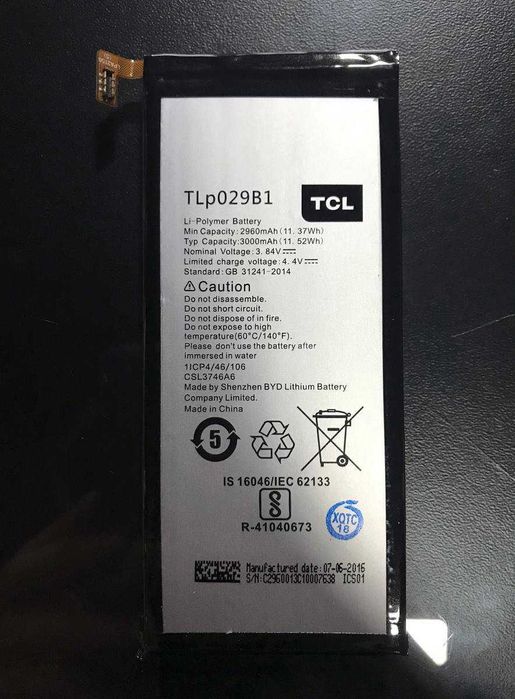 TLp029B1
TCL
Li-Polymer Battery
Min Capacity:2960mAh(11.37Wh)
Typ Capacity:3000mAh(11.52Wh)
Nominal Voltage:3.84V
Limited charge voltage:4.4V
Standard:GB 31241-2014
Caution
Do not disassemble.
Do not short circuit.
Do not dispose of in fire.
Do not expose to high
temperature(60°C/140°F).
Please don't use the battery after
immersed in water
1ICP4/46/106
CSL3746A6
Made by Shenzhen BYD Lithium Battery
Company Limited.
Made in China
5
IS 16046/IEC 62133
S
R-41040673
XQTC
18
Manufactured date:07-06-2016
S/N:C2960013C10007638 ICS01